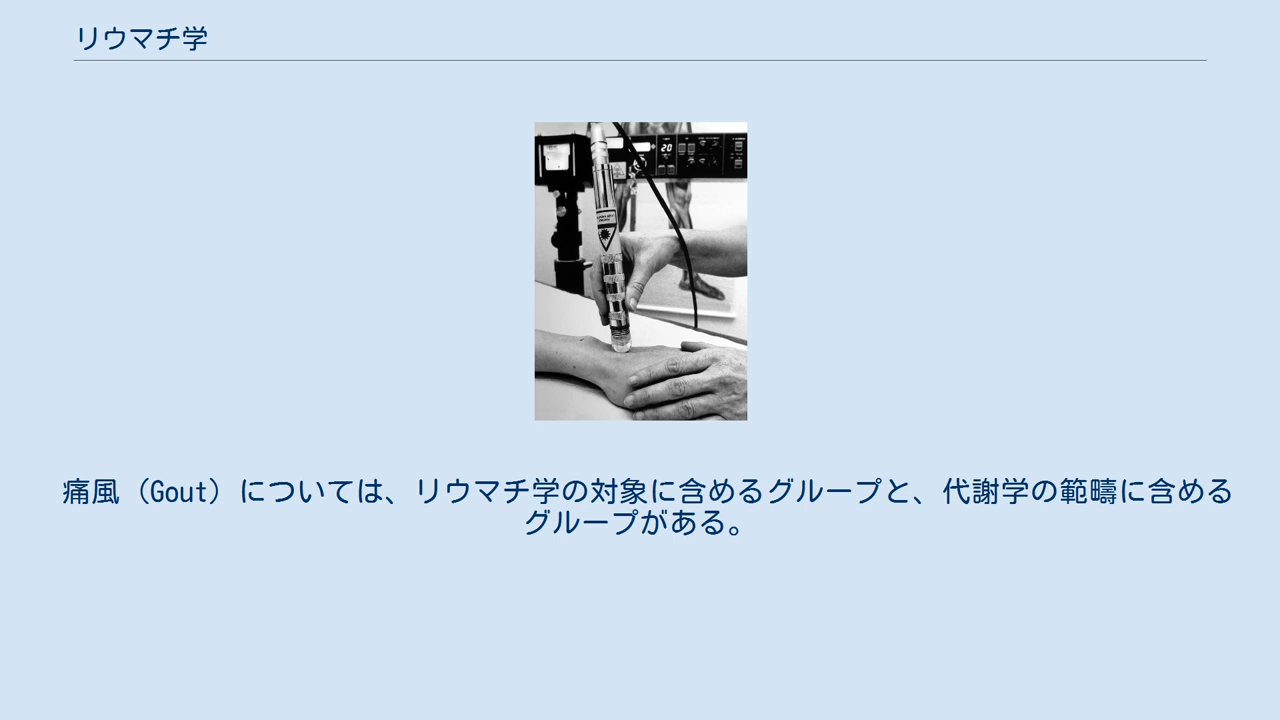 リウマチ学
20
痛風（Gout）については、リウマチ学の対象に含めるグループと、代謝学の範疇に含める
グループがある。